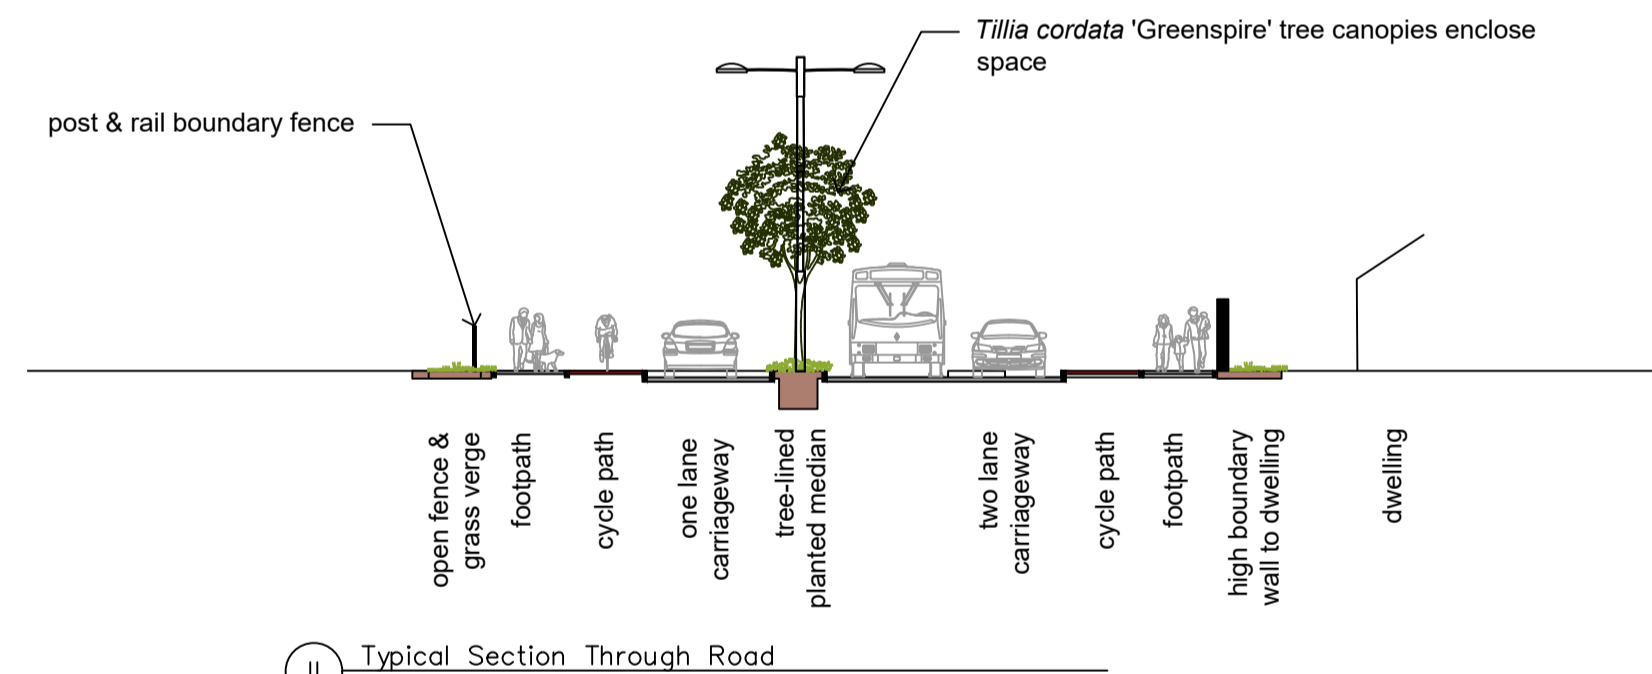 Tillia cordata 'Greenspire' tree canopies enclose
space
post & rail boundary fence
open fence &
grass verge
footpath
cycle path
one lane
carriageway
tree-lined
planted median
two lane
carriageway
cycle path
footpath
high boundary
wall to dwelling
dwelling
Typical Section Through Road